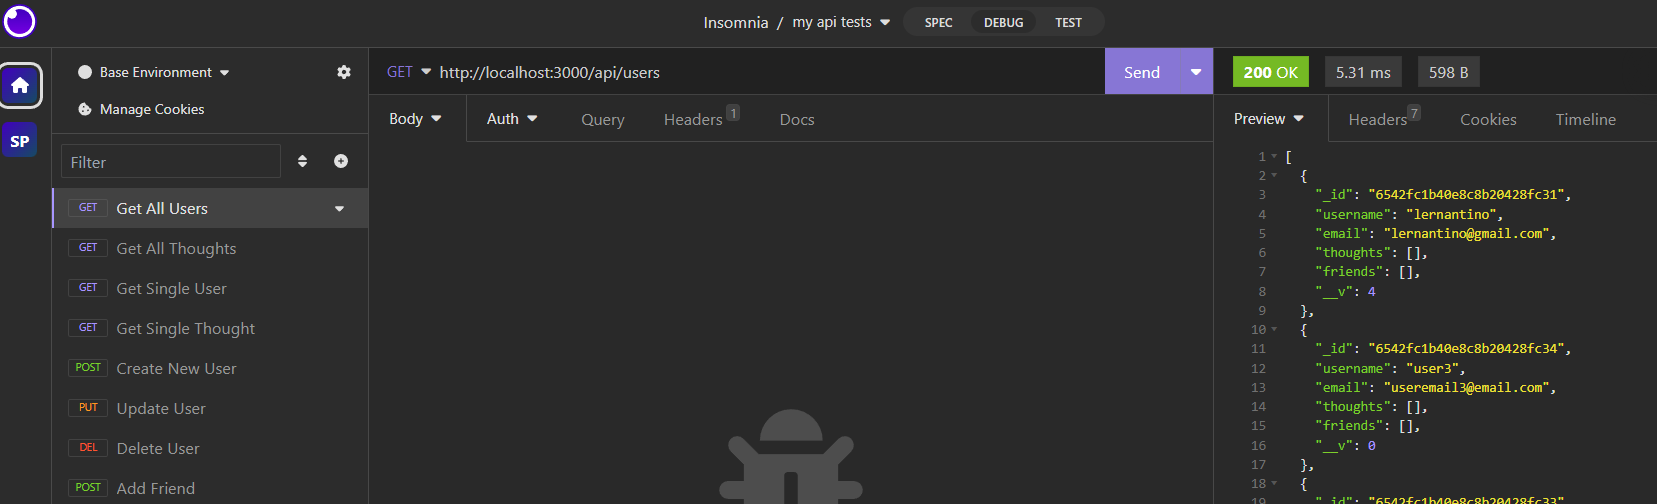 Insomnia / my api tests
SPEC
DEBUG
TEST
SP
Base Environment
Manage Cookies
Filter
GET Get All Users
GET Get All Thoughts
GET Get Single User
GET Get Single Thought
POST Create New User
PUT Update User
DEL Delete User
POST Add Friend
GET http://localhost:3000/api/users
Send
Body
Auth
Query
Headers 1
Docs
200 OK
5.31 ms
598 B
Preview
Headers 7
Cookies
Timeline
1 [
2 {
3 "_id": "6542fc1b40e8c8b20428fc31",
4 "username": "lernantino",
5 "email": "lernantino@gmail.com",
6 "thoughts": [],
7 "friends": [],
8 "__v": 4
9 },
10 {
11 "_id": "6542fc1b40e8c8b20428fc34",
12 "username": "user3",
13 "email": "useremail3@email.com",
14 "thoughts": [],
15 "friends": [],
16 "__v": 0
17 },
18 {
19 "_id": "6542fc1b40e8c8b20428fc33",